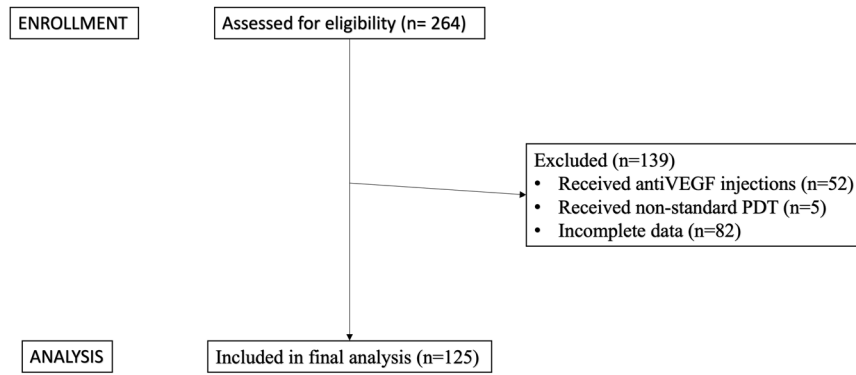 ENROLLMENT
Assessed for eligibility (n= 264)
Excluded (n=139)
• Received antiVEGF injections (n=52)
• Received non-standard PDT (n=5)
• Incomplete data (n=82)
ANALYSIS
Included in final analysis (n=125)